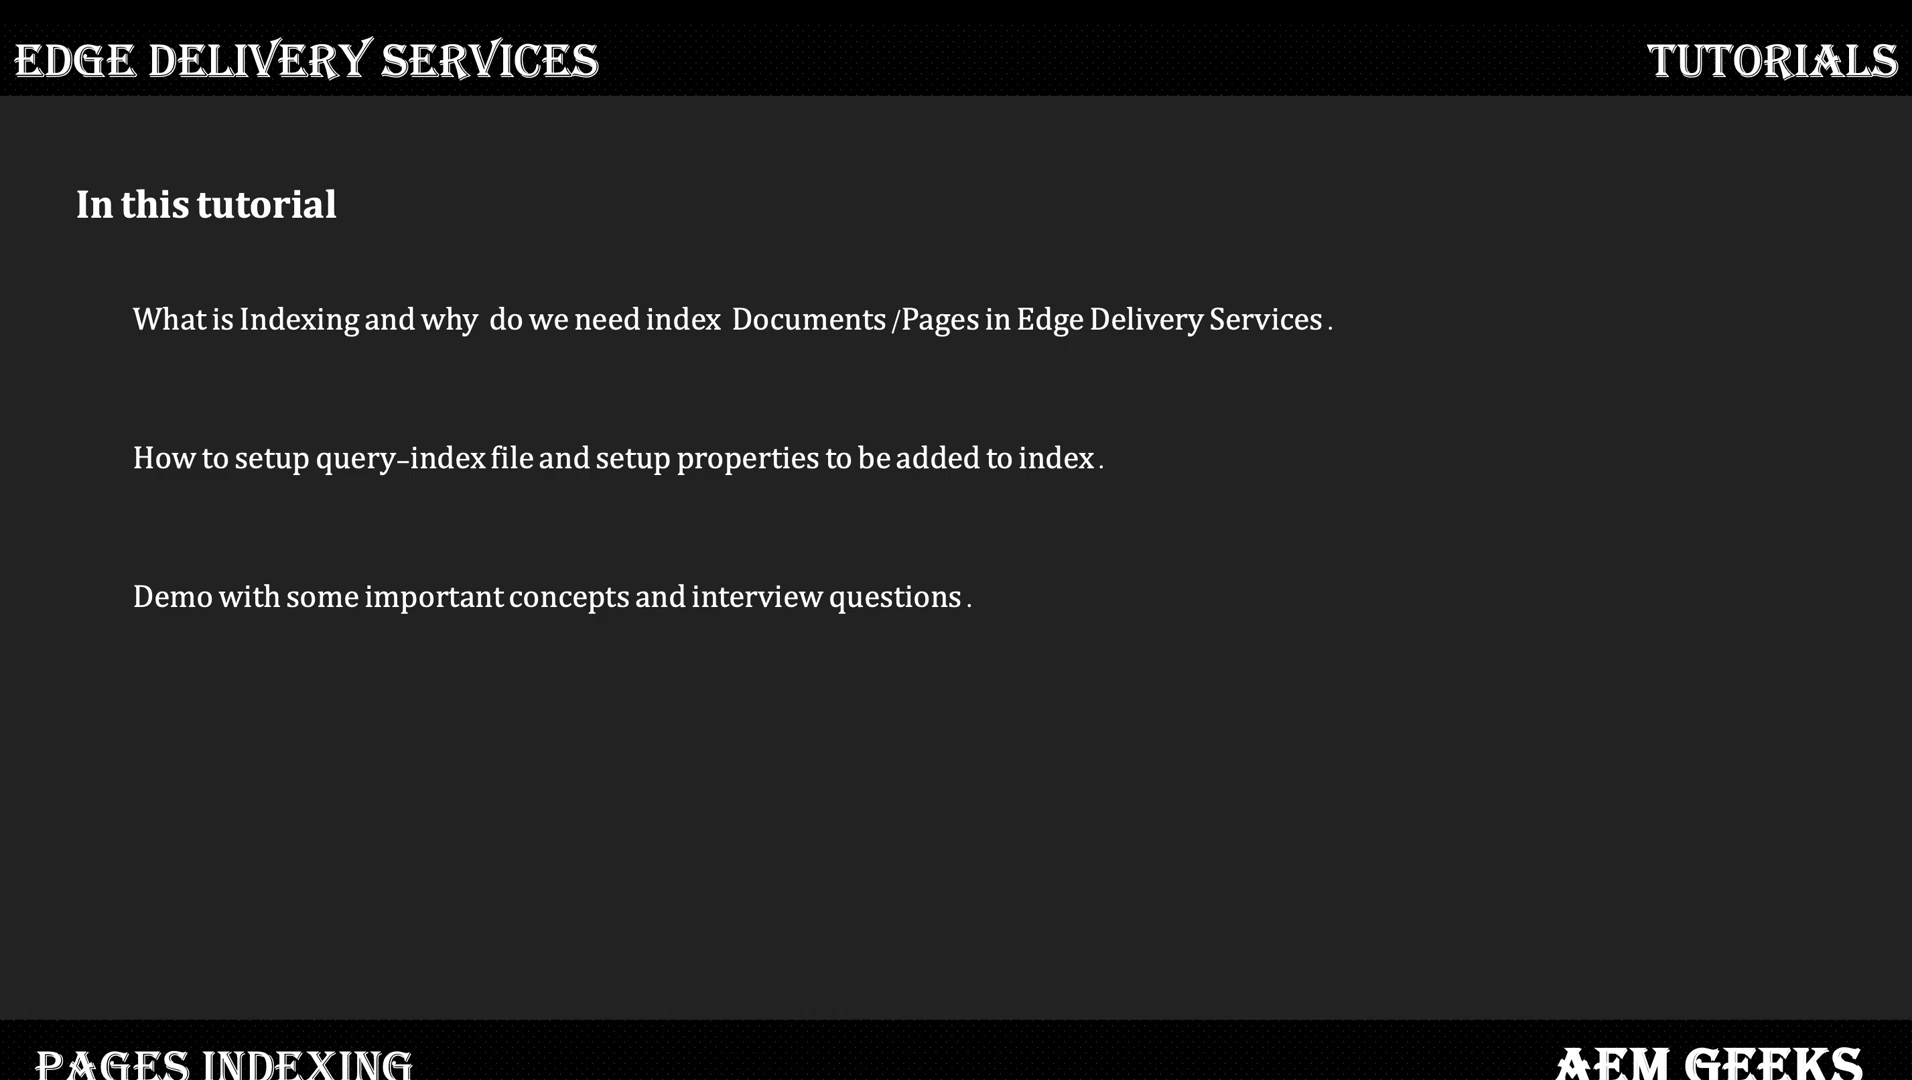 EDGE DELIVERY SERVICES
TUTORIALS
In this tutorial
What is Indexing and why do we need index Documents /Pages in Edge Delivery Services .
How to setup query–index file and setup properties to be added to index .
Demo with some important concepts and interview questions .
PAGES INDEXING
AEM GEEKS